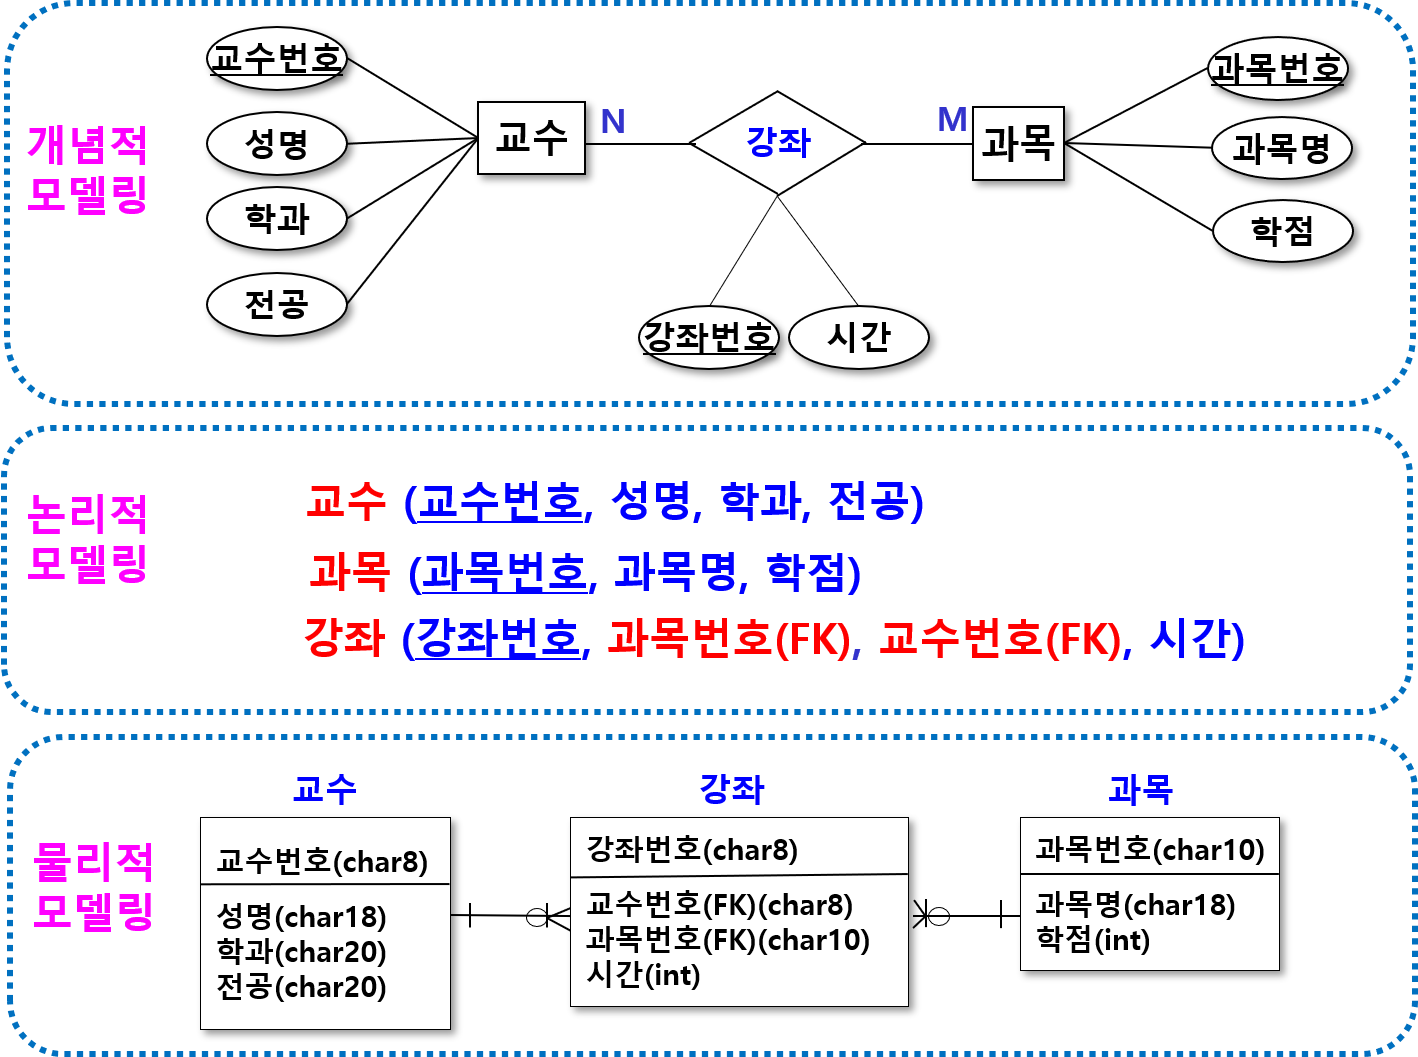 개념적
모델링
교수번호
성명
학과
전공
교수
N
강좌
M
과목
과목번호
과목명
학점
강좌번호
시간
논리적
모델링
교수 (교수번호, 성명, 학과, 전공)
과목 (과목번호, 과목명, 학점)
강좌 (강좌번호, 과목번호(FK), 교수번호(FK), 시간)
물리적
모델링
교수
교수번호(char8)
성명(char18)
학과(char20)
전공(char20)
강좌
강좌번호(char8)
교수번호(FK)(char8)
과목번호(FK)(char10)
시간(int)
과목
과목번호(char10)
과목명(char18)
학점(int)